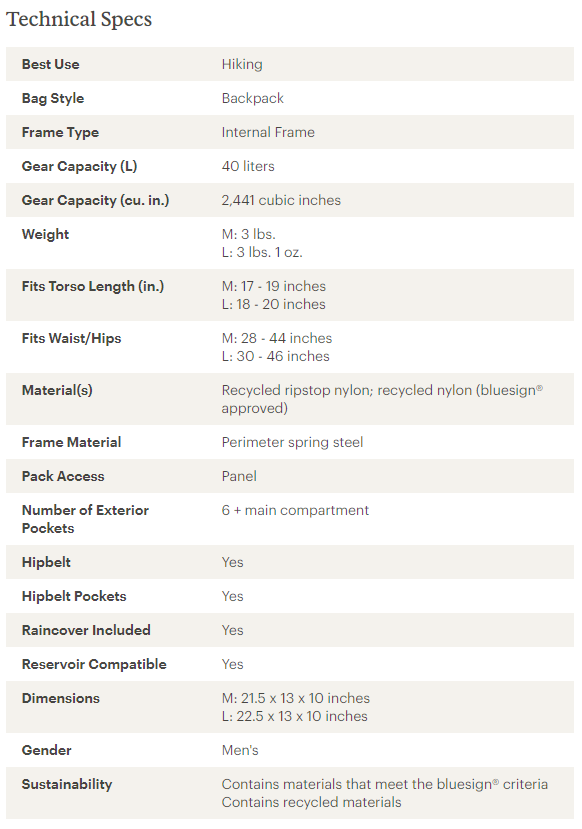 Technical Specs
Best Use Hiking
Bag Style Backpack
Frame Type Internal Frame
Gear Capacity (L) 40 liters
Gear Capacity (cu. in.) 2,441 cubic inches
Weight M: 3 lbs.
L: 3 lbs. 1 oz.
Fits Torso Length (in.) M: 17 - 19 inches
L: 18 - 20 inches
Fits Waist/Hips M: 28 - 44 inches
L: 30 - 46 inches
Material(s) Recycled ripstop nylon; recycled nylon (bluesign®
approved)
Frame Material Perimeter spring steel
Pack Access Panel
Number of Exterior 6 + main compartment
Pockets
Hipbelt Yes
Hipbelt Pockets Yes
Raincover Included Yes
Reservoir Compatible Yes
Dimensions M: 21.5 x 13 x 10 inches
L: 22.5 x 13 x 10 inches
Gender Men's
Sustainability Contains materials that meet the bluesign® criteria
Contains recycled materials